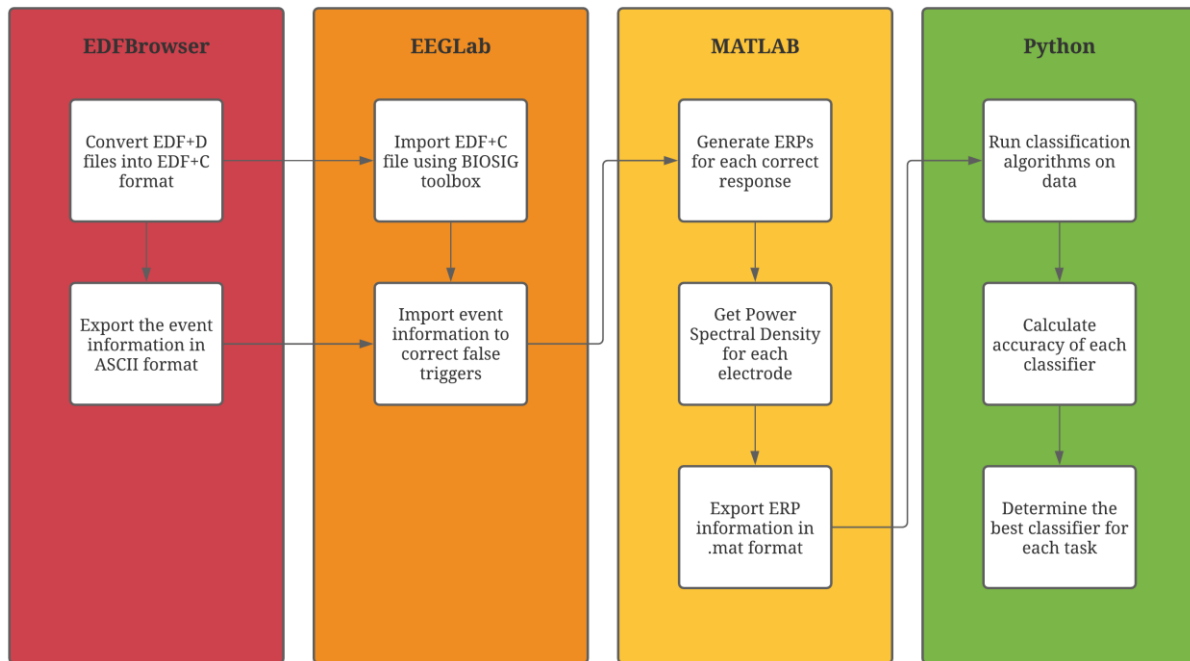 EDFBrowser
Convert EDF+D
files into EDF+C
format
Export the event
information in
ASCII format
EEGLab
Import EDF+C
file using BIOSIG
toolbox
Import event
information to
correct false
triggers
MATLAB
Generate ERPs
for each correct
response
Get Power
Spectral Density
for each
electrode
Export ERP
information in
.mat format
Python
Run classification
algorithms on
data
Calculate
accuracy of each
classifier
Determine the
best classifier for
each task